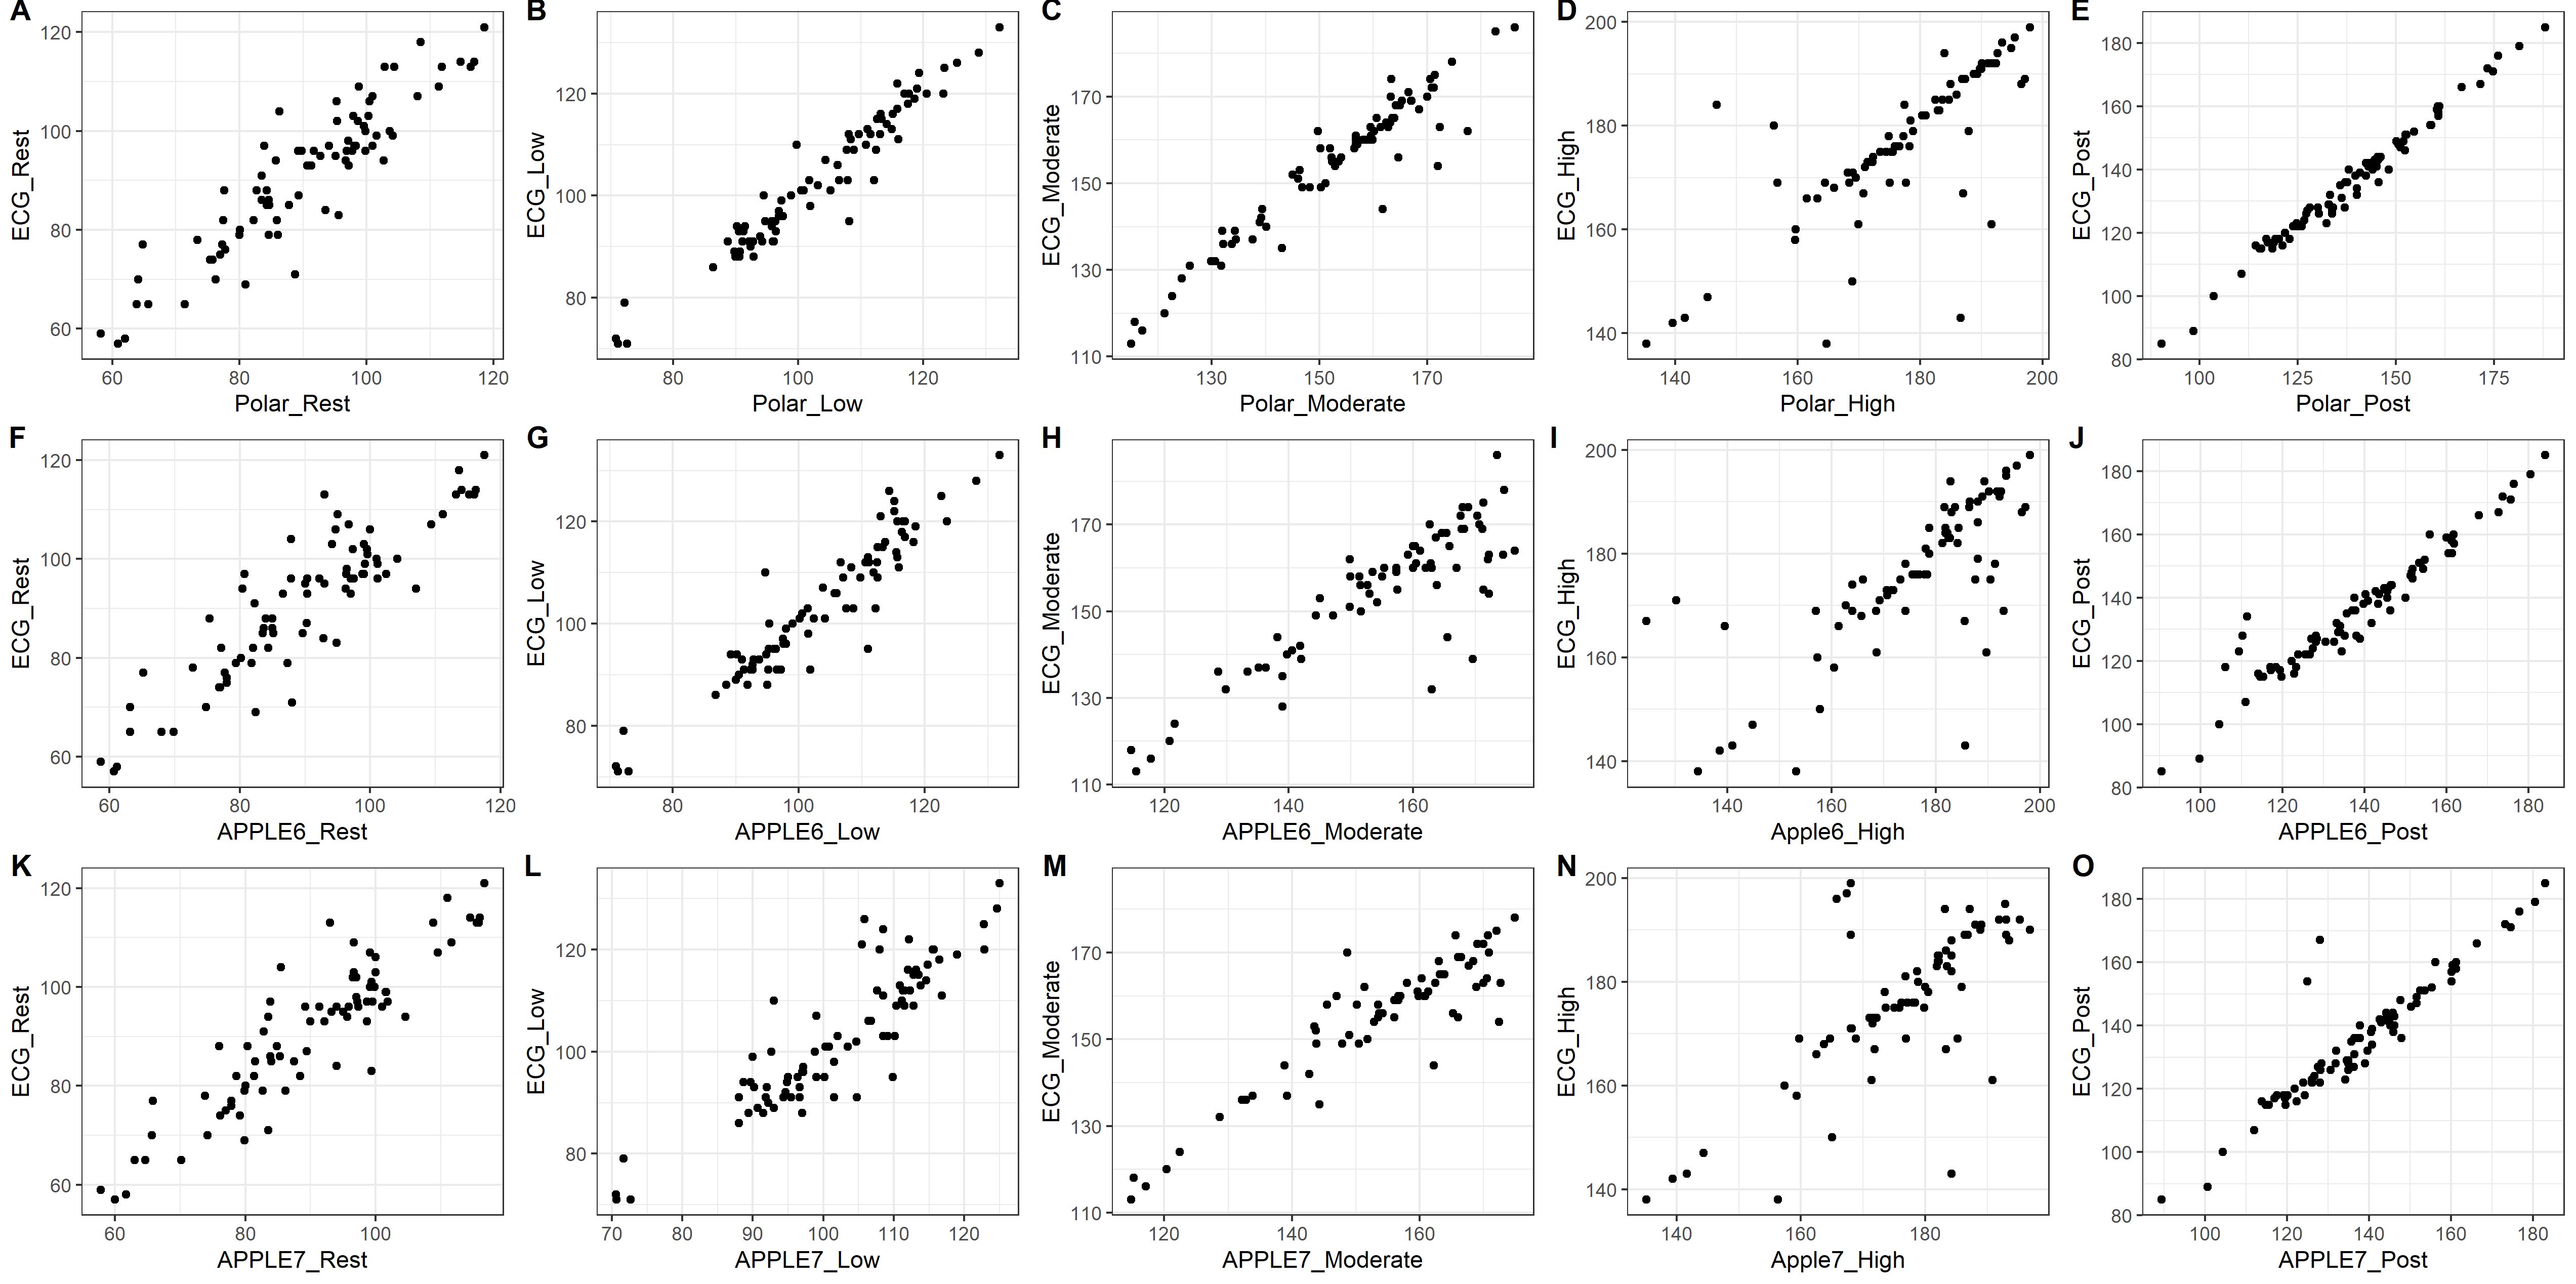 A
ECG_Rest
120
100
80
60
60 80 100 120
Polar_Rest
B
ECG_Low
120
100
80
80 100 120
Polar_Low
C
ECG_Moderate
170
150
130
110
130 150 170
Polar_Moderate
D
ECG_High
200
180
160
140
140 160 180 200
Polar_High
E
ECG_Post
180
160
140
120
100
80
100 125 150 175
Polar_Post
F
ECG_Rest
120
100
80
60
60 80 100 120
APPLE6_Rest
G
ECG_Low
120
100
80
80 100 120
APPLE6_Low
H
ECG_Moderate
170
150
130
110
120 140 160
APPLE6_Moderate
I
ECG_High
200
180
160
140
140 160 180 200
Apple6_High
J
ECG_Post
180
160
140
120
100
80
100 120 140 160 180
APPLE6_Post
K
ECG_Rest
120
100
80
60
60 80 100
APPLE7_Rest
L
ECG_Low
120
100
80
70 80 90 100 110 120
APPLE7_Low
M
ECG_Moderate
170
150
130
110
120 140 160
APPLE7_Moderate
N
ECG_High
200
180
160
140
140 160 180
Apple7_High
O
ECG_Post
180
160
140
120
100
80
100 120 140 160 180
APPLE7_Post